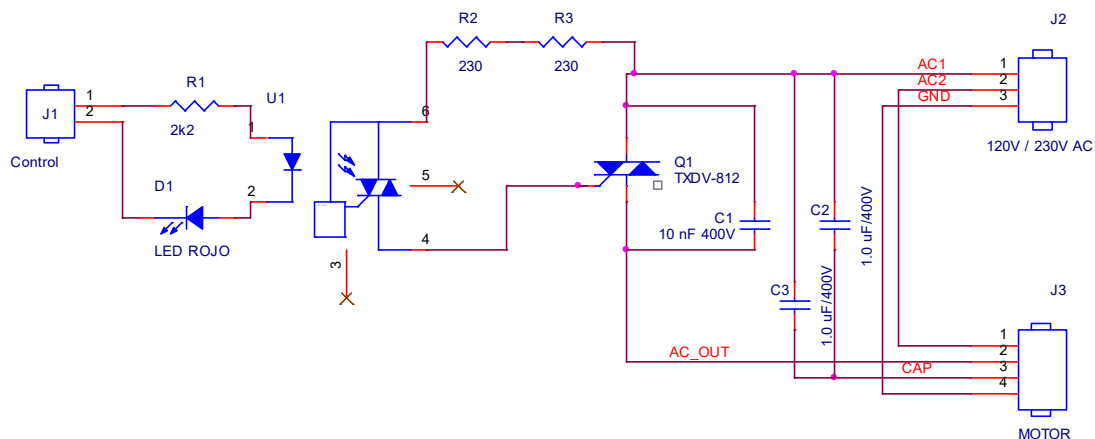 R2
R3
J2
230
230
R1
U1
J1
1
2
2k2
1
Control
6
AC1
1
AC2
2
GND
3
120V / 230V AC
Q1
TXDV-812
5
D1
2
LED ROJO
4
3
C1
10 nF 400V
C2
1.0 uF/400V
C3
1.0 uF/400V
J3
1
AC_OUT
2
CAP
3
4
MOTOR